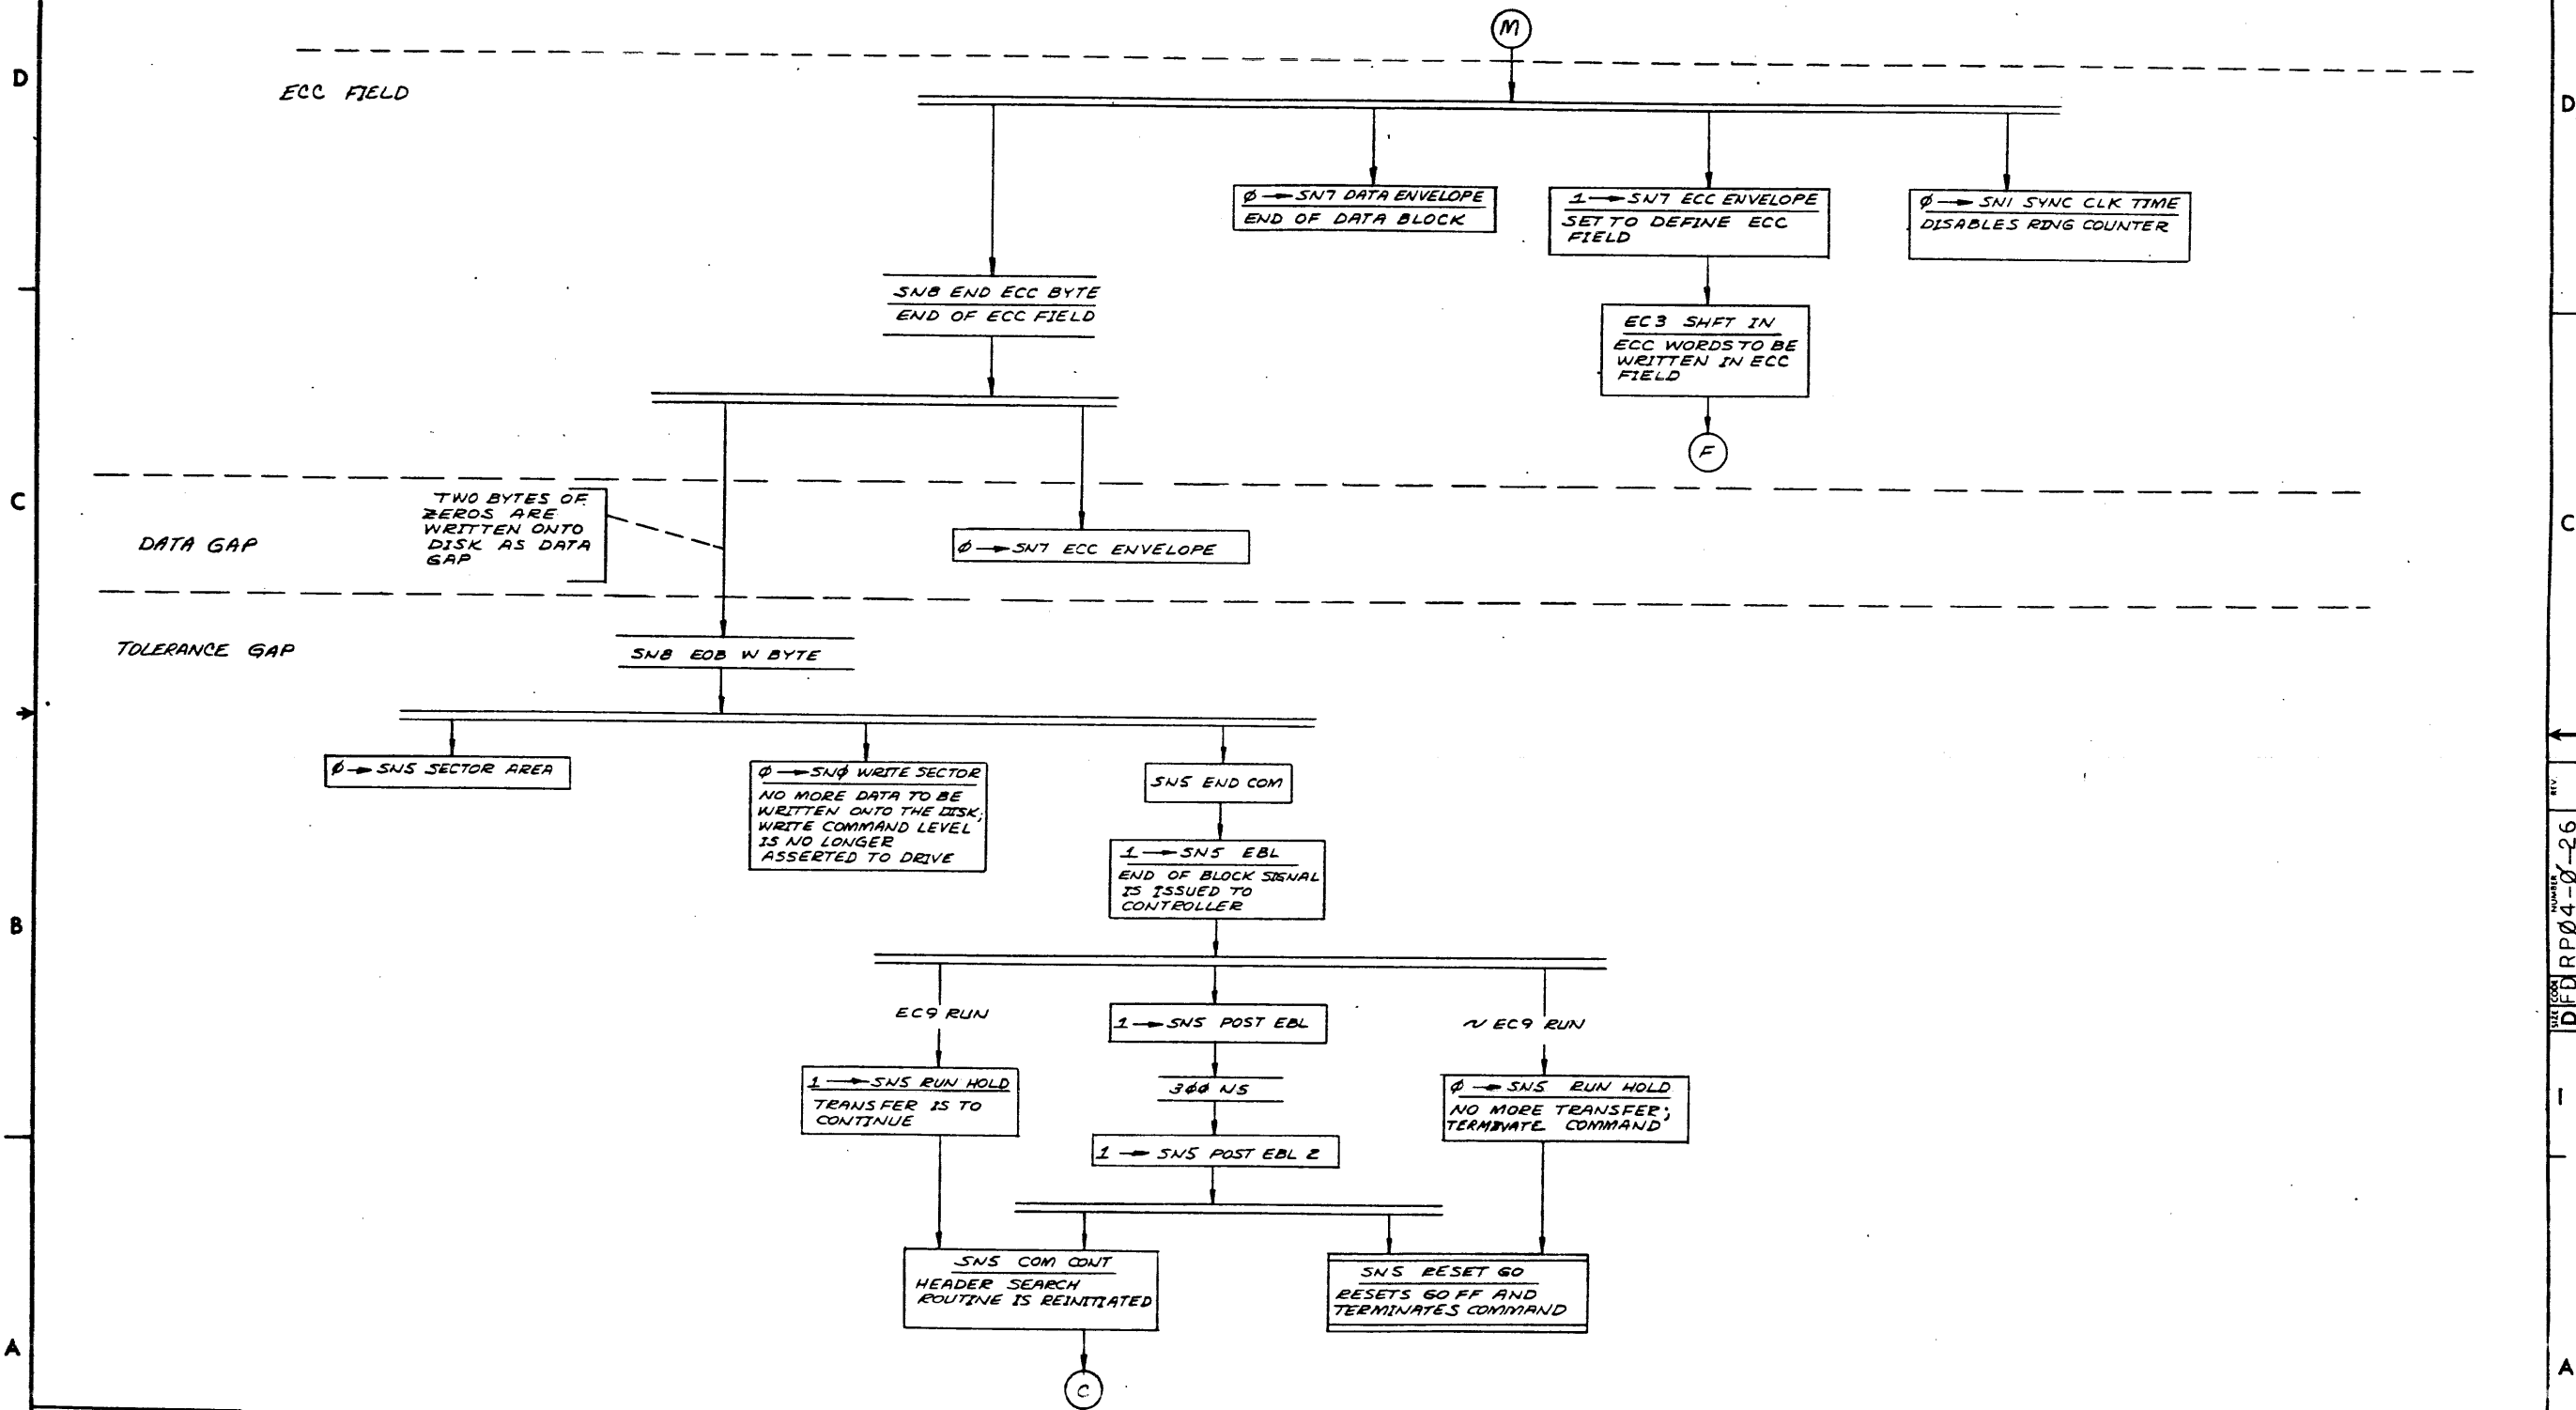 M
D
D
ECC FIELD
Ø → SN7 DATA ENVELOPE
END OF DATA BLOCK
1 → SN7 ECC ENVELOPE
SET TO DEFINE ECC
FIELD
Ø → SN1 SYNC CLK TIME
DISABLES RING COUNTER
SN8 END ECC BYTE
END OF ECC FIELD
EC3 SHFT IN
ECC WORDS TO BE
WRITTEN IN ECC
FIELD
F
C
C
TWO BYTES OF
ZEROS ARE
WRITTEN ONTO
DISK AS DATA
GAP
DATA GAP
Ø → SN7 ECC ENVELOPE
TOLERANCE GAP
SN8 EOB W BYTE
Ø → SN5 SECTOR AREA
Ø → SNØ WRITE SECTOR
NO MORE DATA TO BE
WRITTEN ONTO THE DISK;
WRITE COMMAND LEVEL
IS NO LONGER
ASSERTED TO DRIVE
SN5 END COM
1 → SN5 EBL
END OF BLOCK SIGNAL
IS ISSUED TO
CONTROLLER
B
EC9 RUN
1 → SN5 POST EBL
~ EC9 RUN
1 → SN5 RUN HOLD
TRANSFER IS TO
CONTINUE
3ØØ NS
Ø → SN5 RUN HOLD
NO MORE TRANSFER;
TERMINATE COMMAND
1 → SN5 POST EBL 2
SN5 COM CONT
HEADER SEARCH
ROUTINE IS REINITIATED
SN5 RESET GO
RESETS GO FF AND
TERMINATES COMMAND
C
A
A
SIZE CODE NUMBER REV.
D FD RPØ4-Ø-26